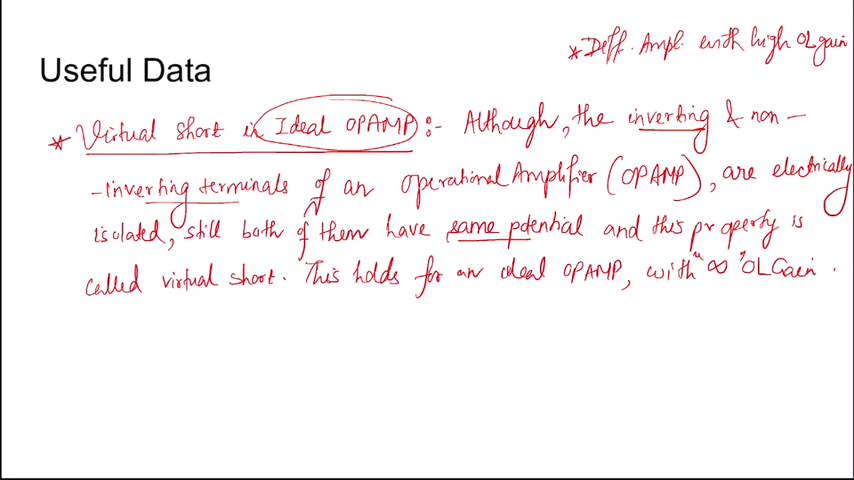 * Deff. Ampl. with high OL gain
Useful Data
* Virtual short in Ideal OPAMP :- Although, the inverting & non -
- inverting terminals of an Operational Amplifier (OPAMP), are electrically
isolated, still both of them have same potential and this property is
called virtual short. This holds for an ideal OPAMP, with "∞" OL Gain.